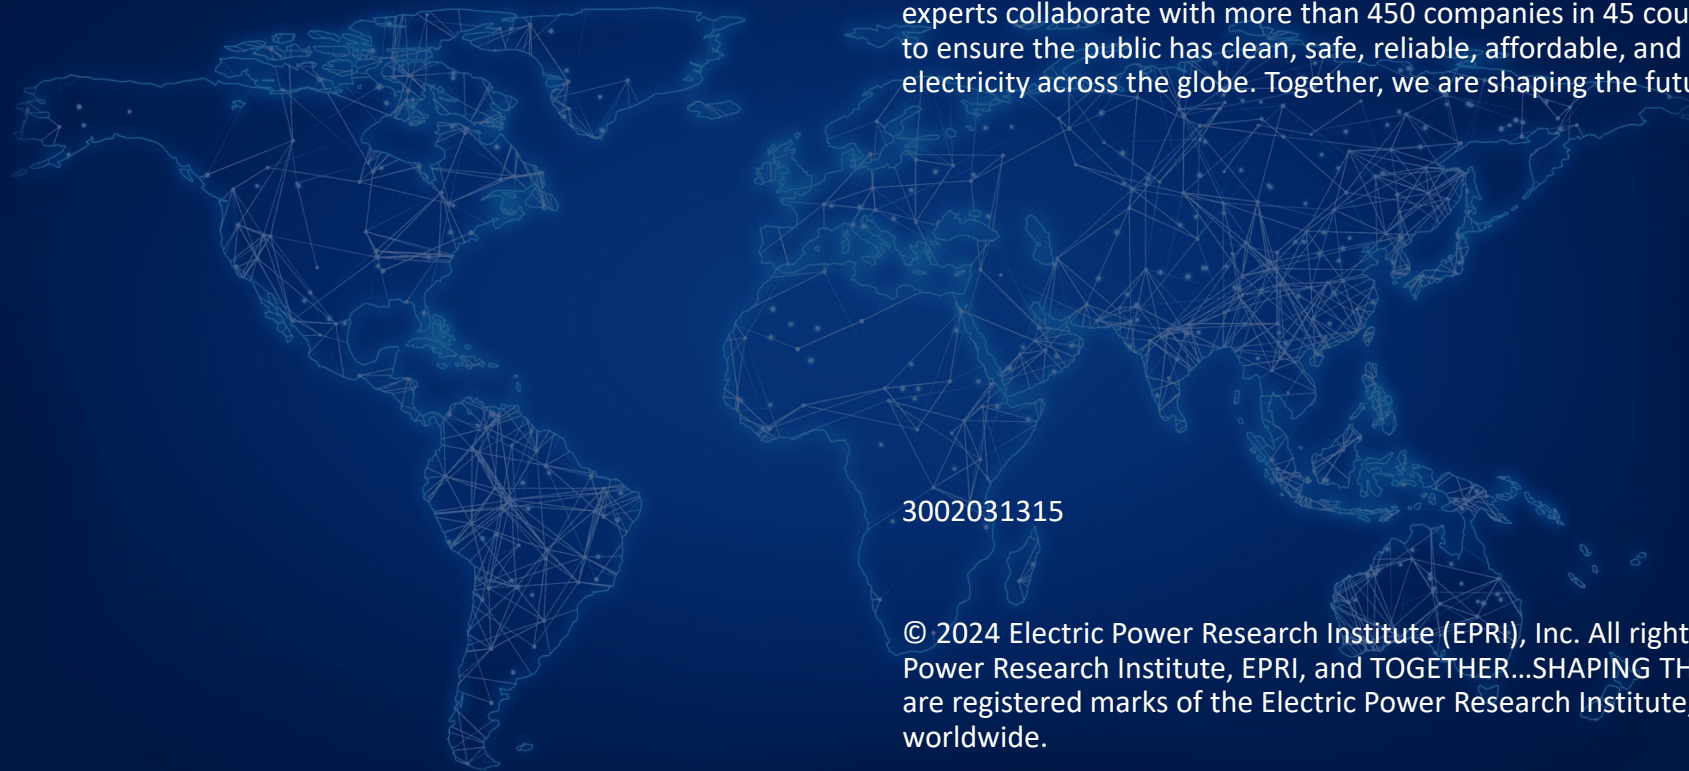 experts collaborate with more than 450 companies in 45 cou
to ensure the public has clean, safe, reliable, affordable, and
electricity across the globe. Together, we are shaping the futu
3002031315
© 2024 Electric Power Research Institute (EPRI), Inc. All right
Power Research Institute, EPRI, and TOGETHER...SHAPING TH
are registered marks of the Electric Power Research Institute,
worldwide.